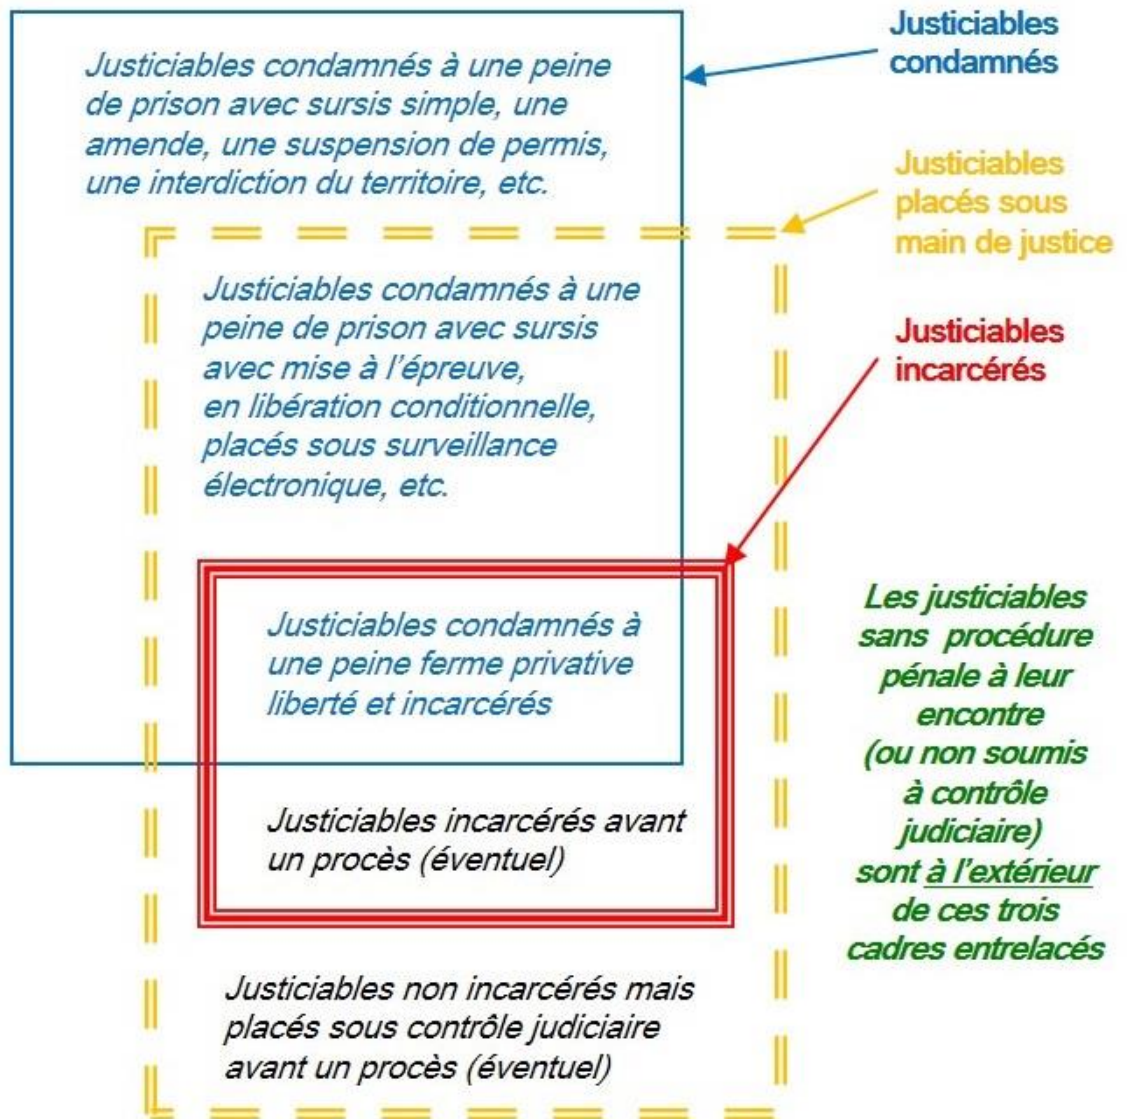 Justiciables condamnés à une peine
de prison avec sursis simple, une
amende, une suspension de permis,
une interdiction du territoire, etc.
Justiciables
condamnés
Justiciables
placés sous
main de justice
Justiciables condamnés à une
peine de prison avec sursis
avec mise à l'épreuve,
en libération conditionnelle,
placés sous surveillance
électronique, etc.
Justiciables
incarcérés
Justiciables condamnés à
une peine ferme privative
liberté et incarcérés
Justiciables incarcérés avant
un procès (éventuel)
Justiciables non incarcérés mais
placés sous contrôle judiciaire
avant un procès (éventuel)
Les justiciables
sans procédure
pénale à leur
encontre
(ou non soumis
à contrôle
judiciaire)
sont à l'extérieur
de ces trois
cadres entrelacés